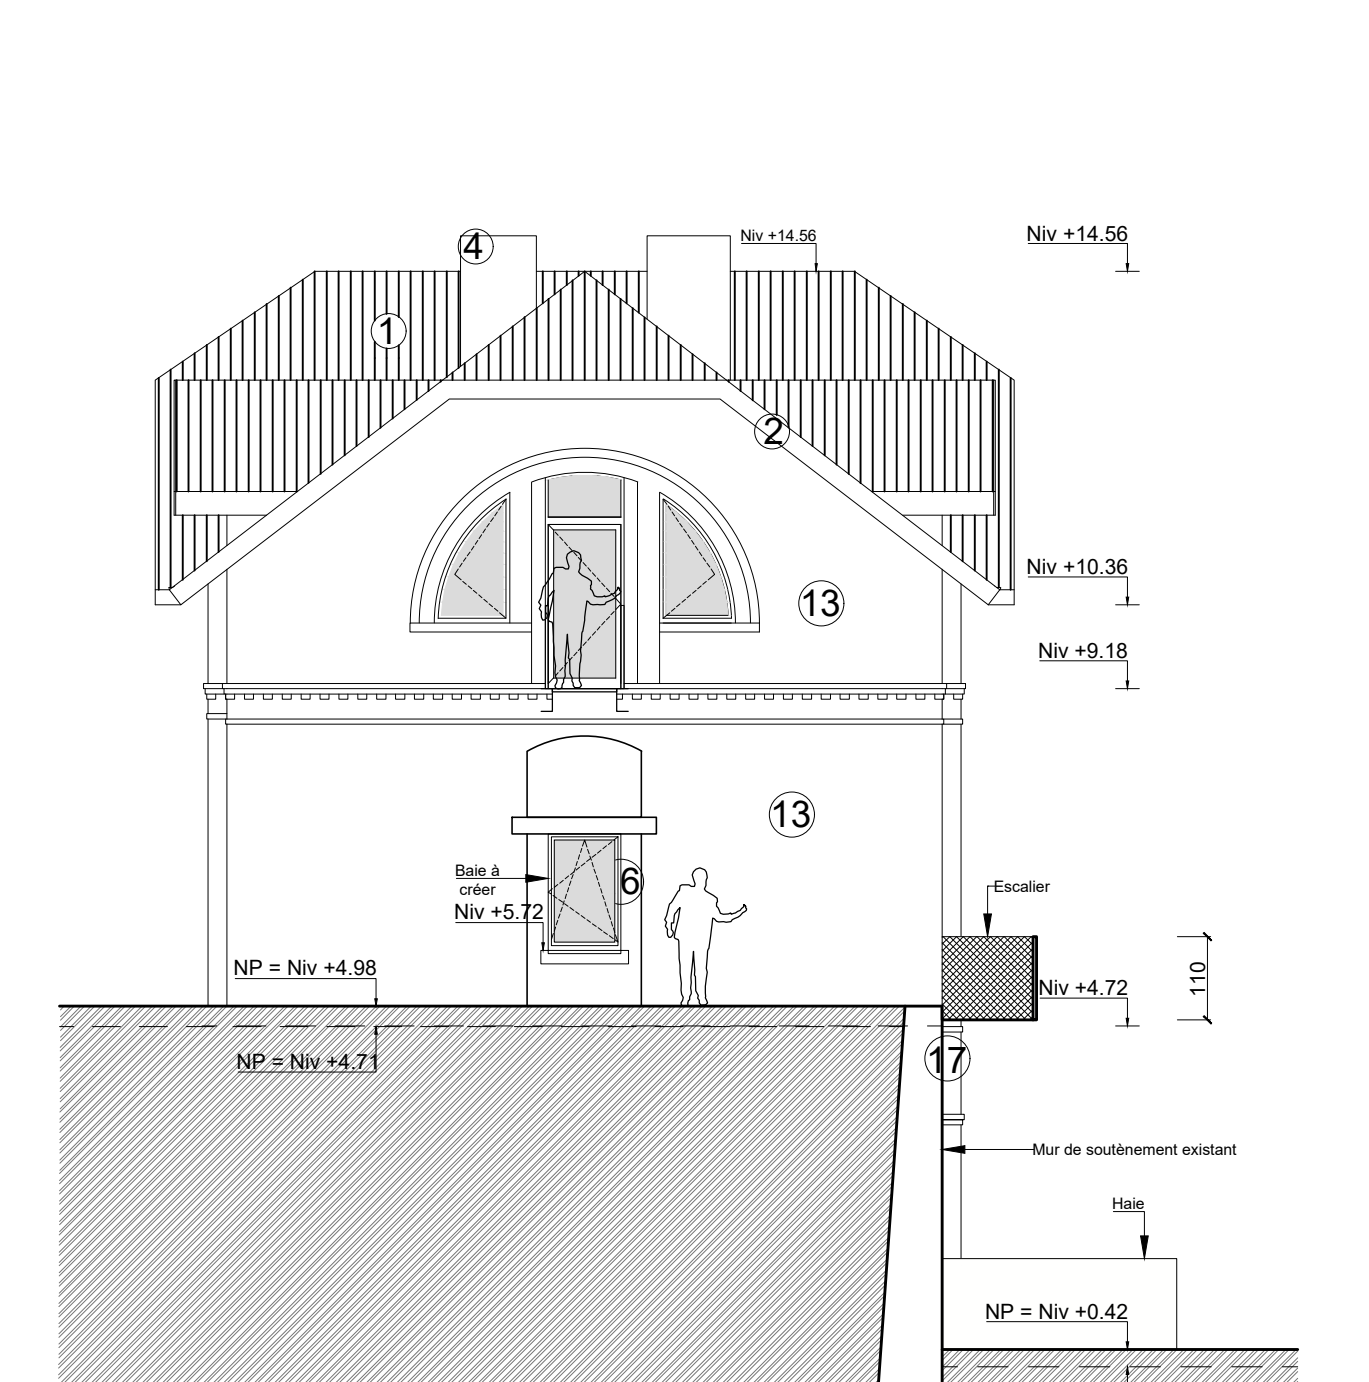 4
Niv +14.56
Niv +14.56
1
2
Niv +10.36
13
Niv +9.18
13
Baie à
créer
6
Escalier
Niv +5.72
NP = Niv +4.98
110
Niv +4.72
NP = Niv +4.71
17
Mur de soutènement existant
Haie
NP = Niv +0.42